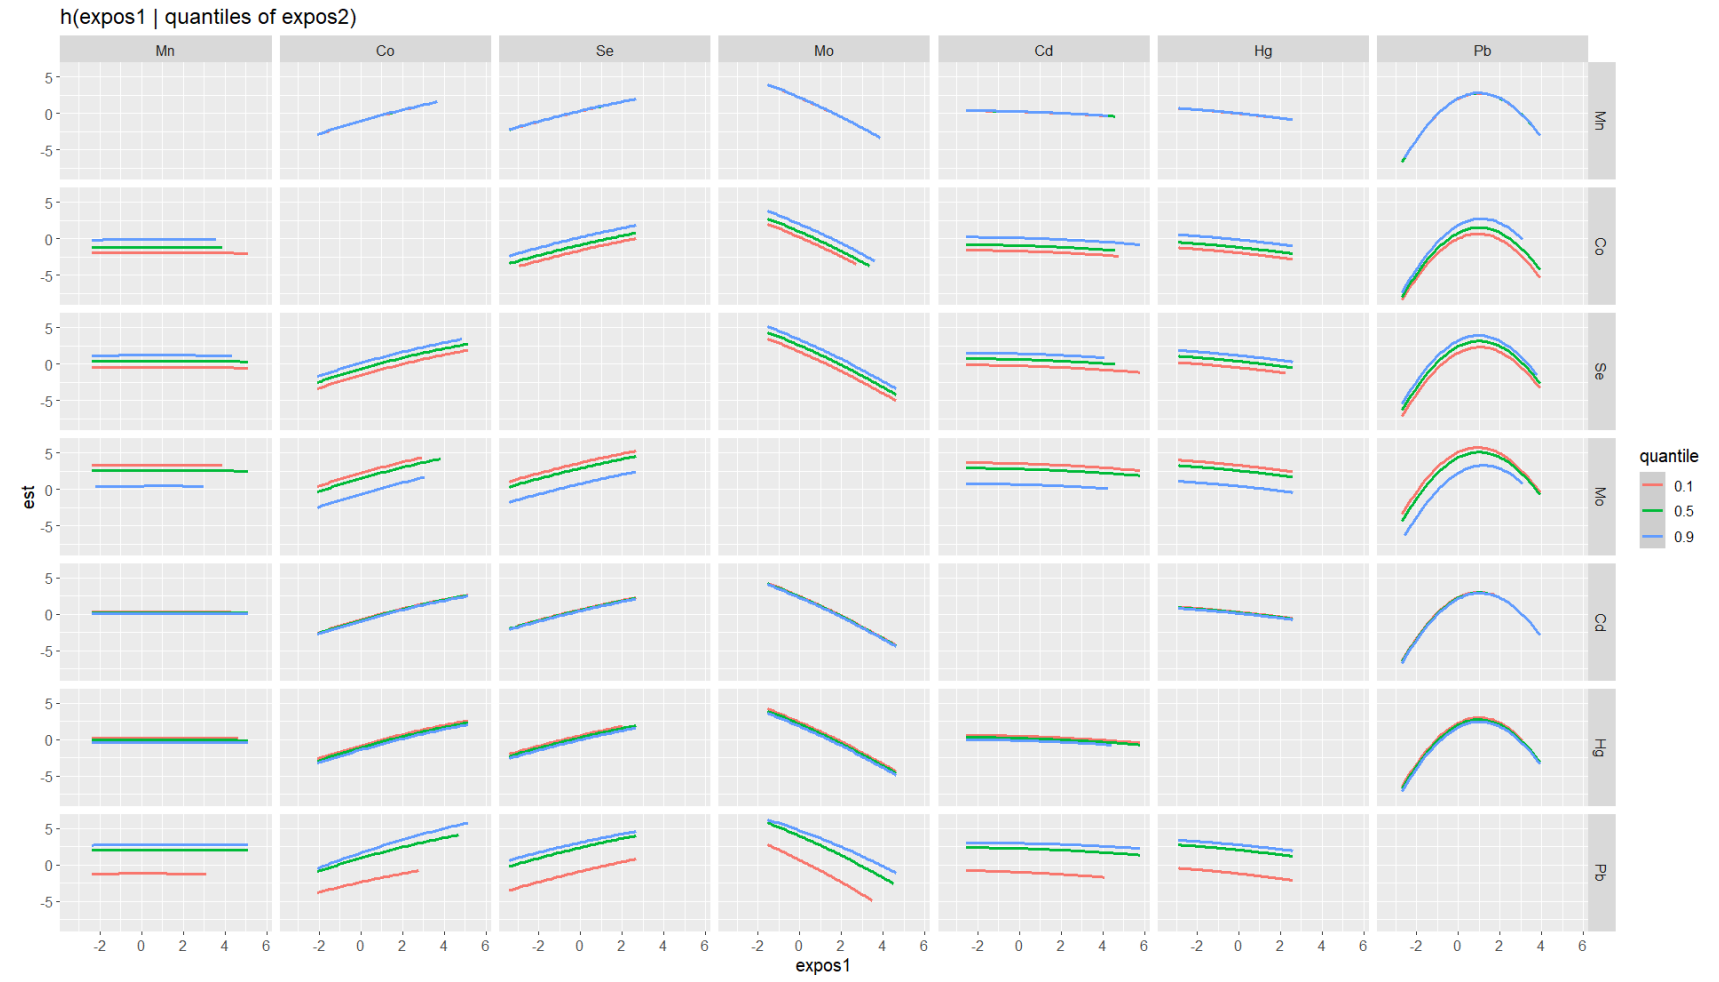 h(expos1 | quantiles of expos2)
Mn Co Se Mo Cd Hg Pb
5 0 -5 Mn
5 0 -5 Co
5 0 -5 Se
5 0 -5 Mo
5 0 -5 Cd
5 0 -5 Hg
5 0 -5 Pb
est
-2 0 2 4 6 -2 0 2 4 6 -2 0 2 4 6 -2 0 2 4 6 -2 0 2 4 6 -2 0 2 4 6 -2 0 2 4 6
expos1
quantile
0.1
0.5
0.9